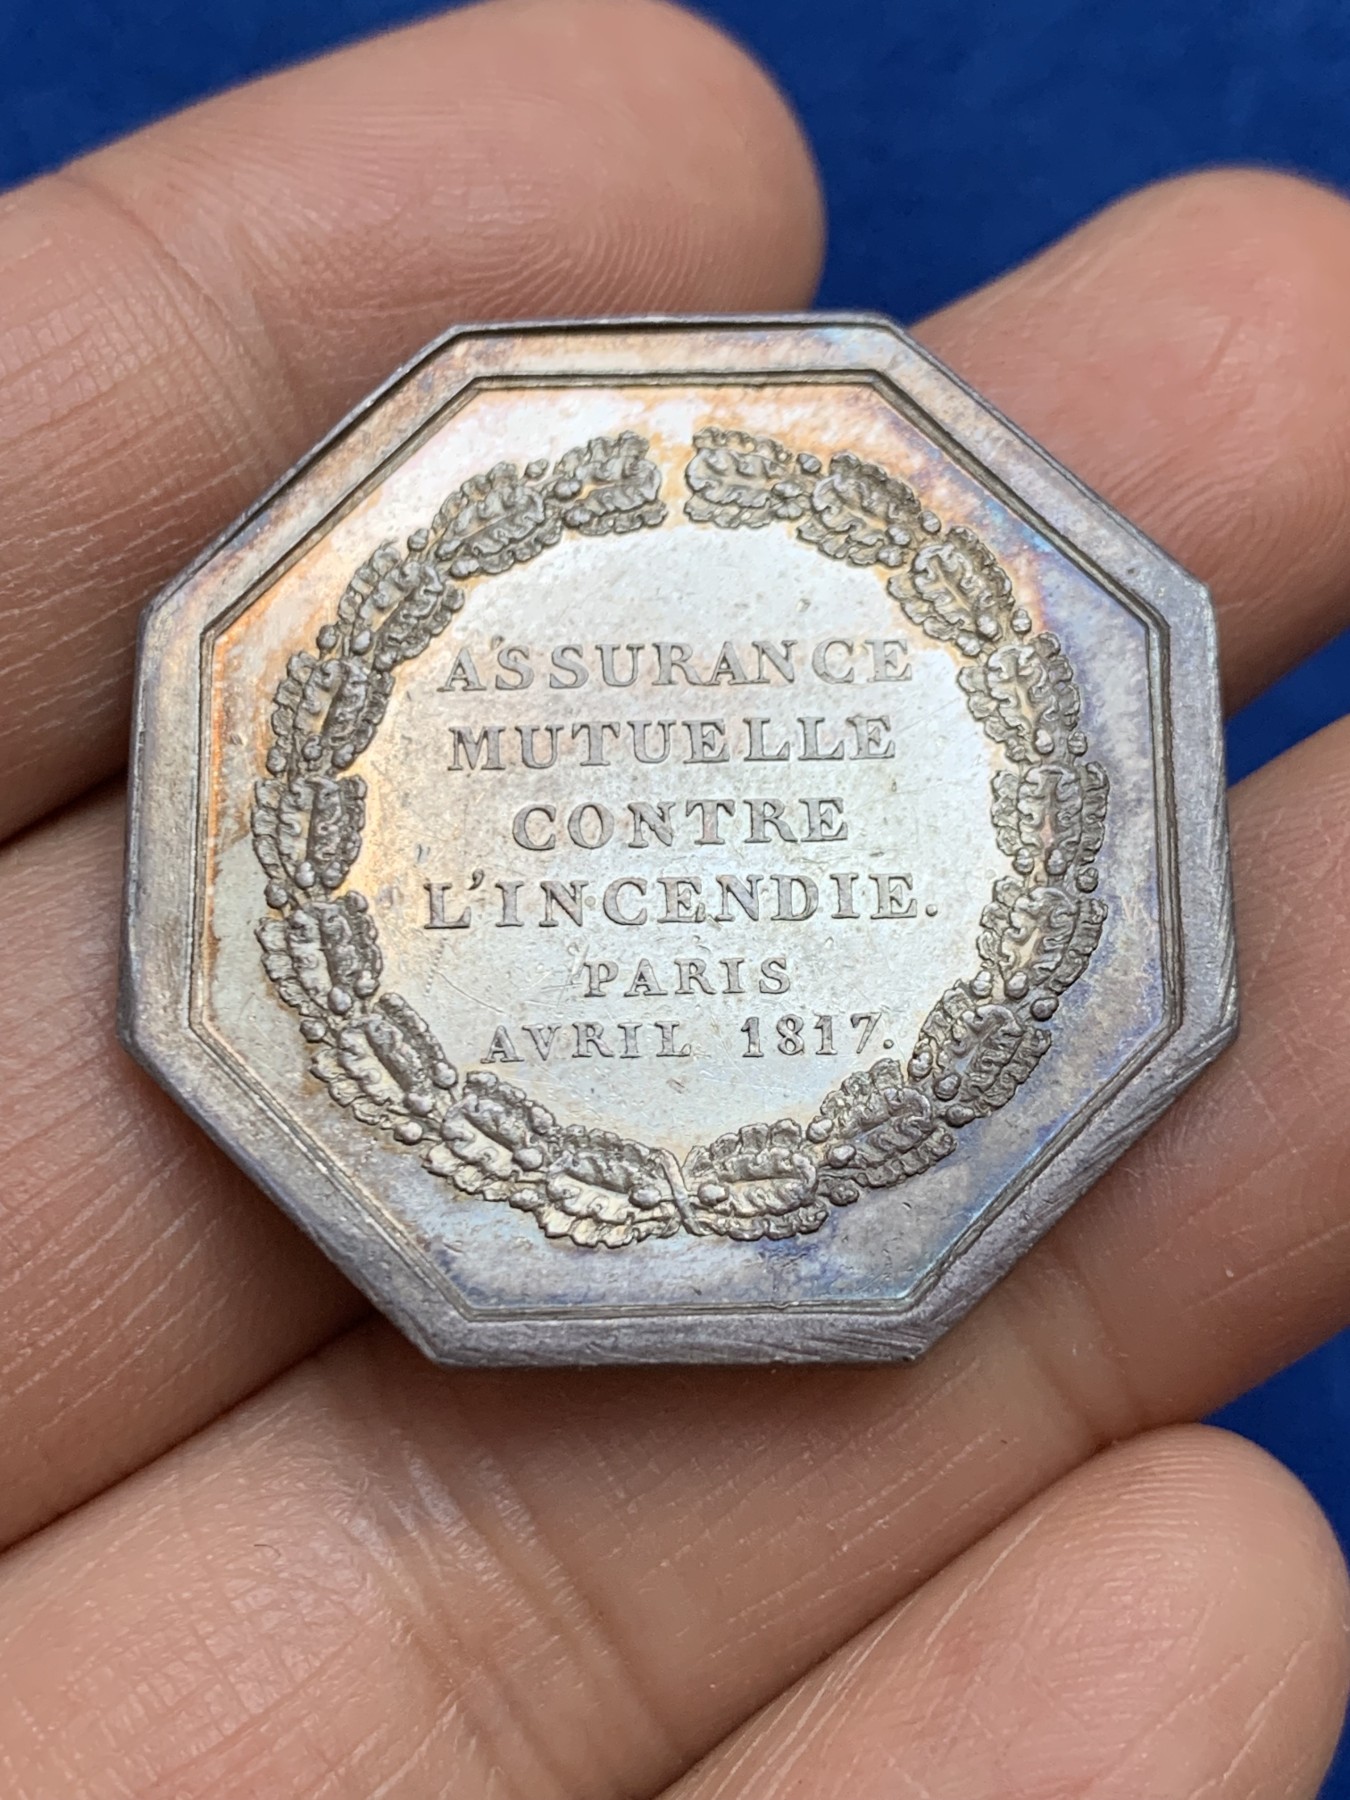 ASSURANCE
MUTUELLE
CONTRE
L'INCENDIE.
PARIS
AVRIL 1817.